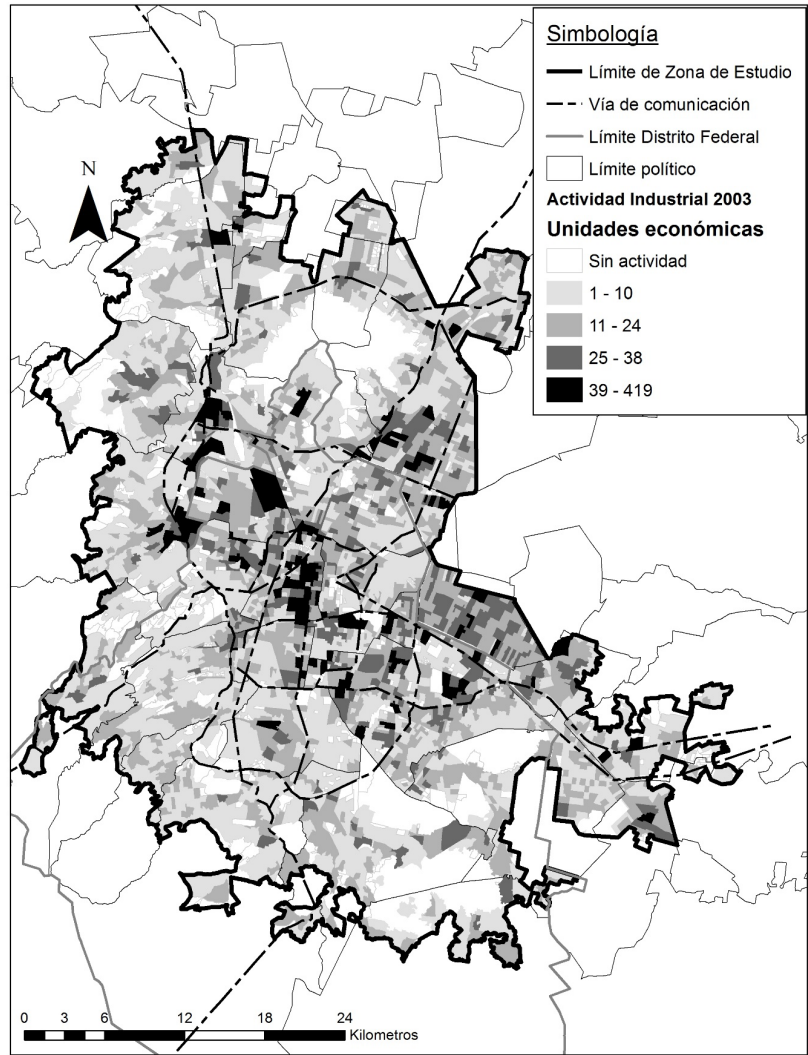 Simbología
Límite de Zona de Estudio
Vía de comunicación
Límite Distrito Federal
Límite político
Actividad Industrial 2003
Unidades económicas
Sin actividad
1 - 10
11 - 24
25 - 38
39 - 419
N
0 3 6 12 18 24
Kilometros